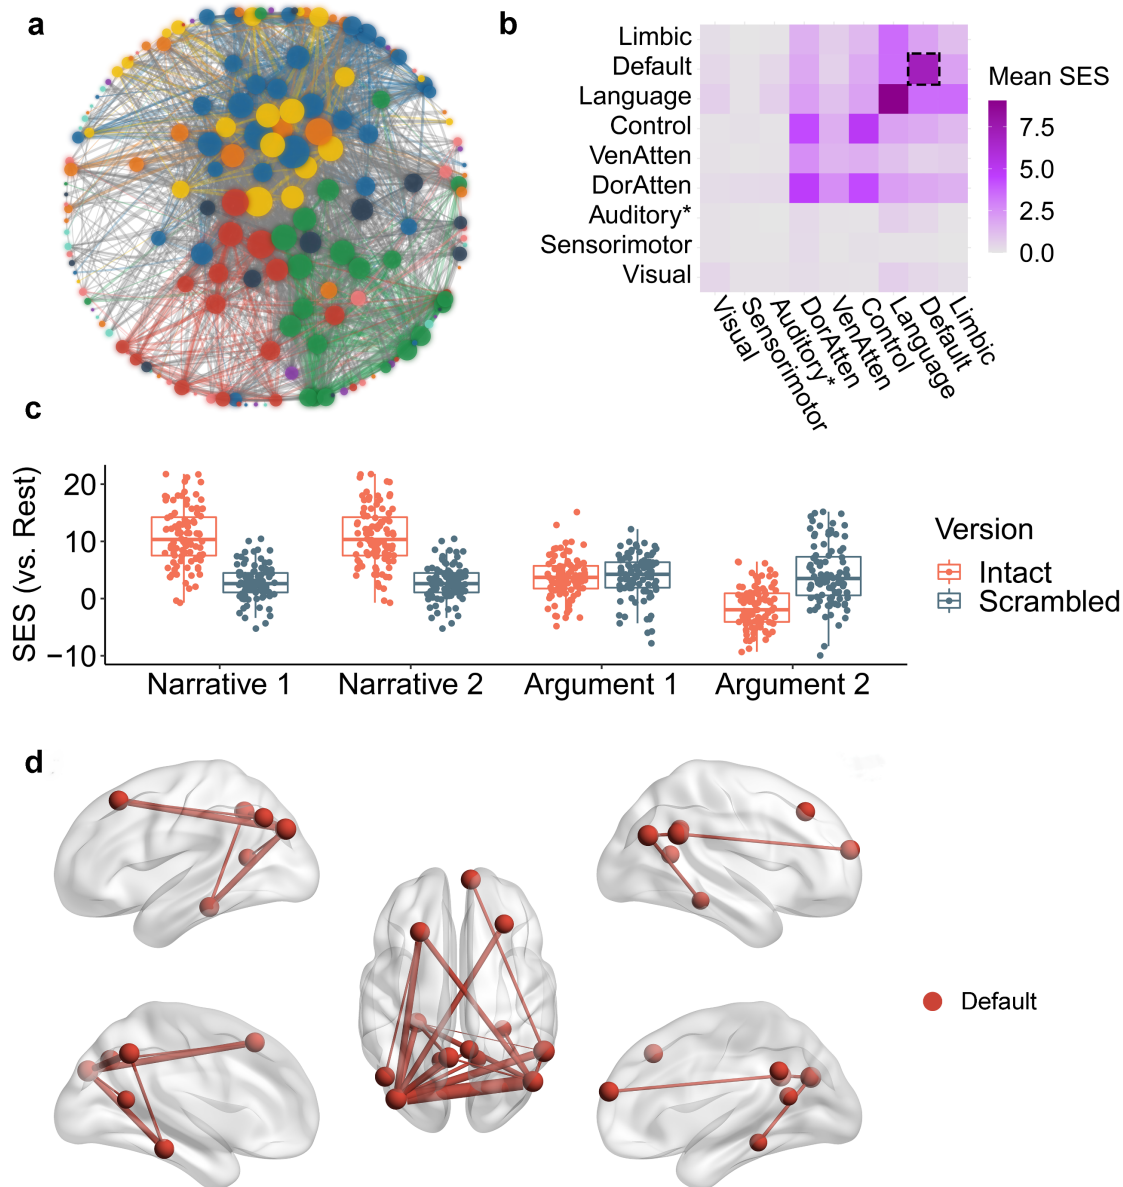 a
b
Limbic
Default
Language
Control
VenAtten
DorAtten
Auditory*
Sensorimotor
Visual
Visual
Sensorimotor
Auditory*
DorAtten
VenAtten
Control
Language
Default
Limbic
Mean SES
7.5
5.0
2.5
0.0
c
SES (vs. Rest)
20
10
0
−10
Narrative 1
Narrative 2
Argument 1
Argument 2
Version
Intact
Scrambled
d
Default